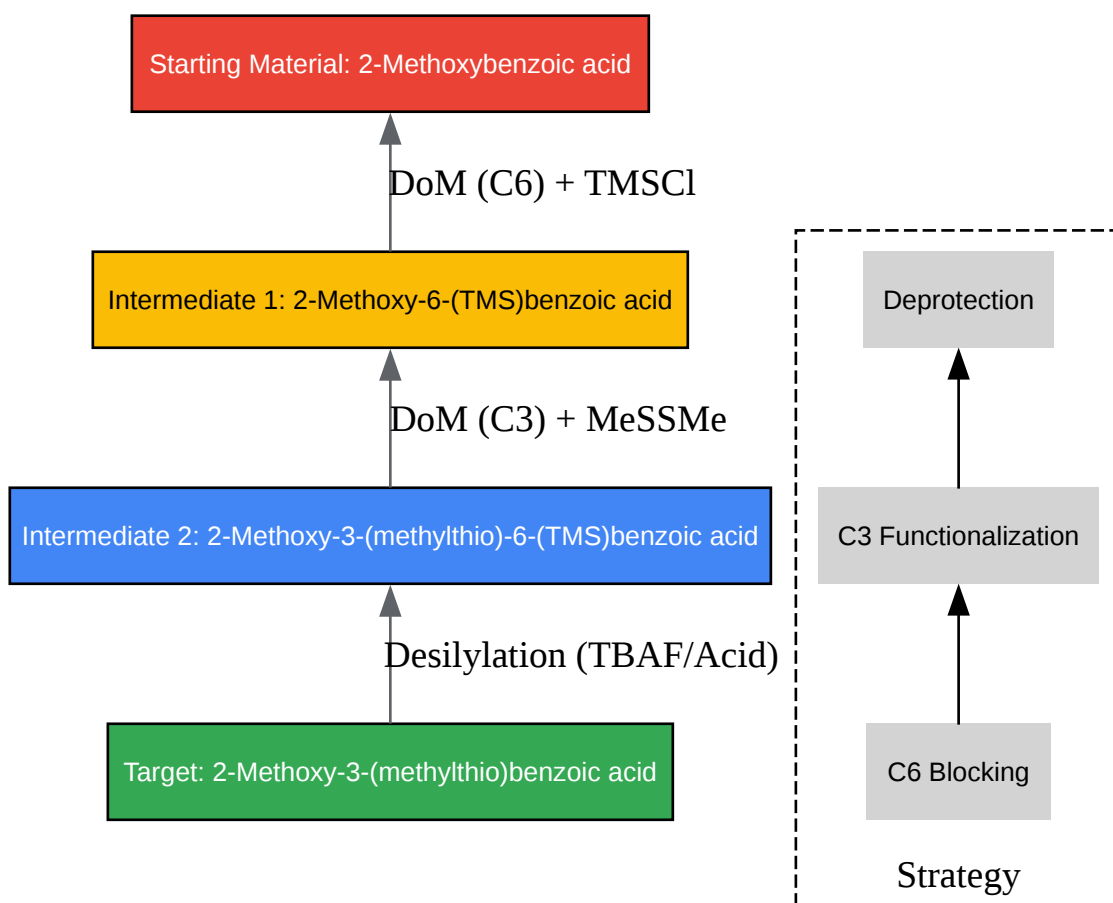 Starting Material: 2-Methoxybenzoic acid
DoM (C6) + TMSCl
Intermediate 1: 2-Methoxy-6-(TMS)benzoic acid
DoM (C3) + MeSSMe
Intermediate 2: 2-Methoxy-3-(methylthio)-6-(TMS)benzoic acid
Desilylation (TBAF/Acid)
Target: 2-Methoxy-3-(methylthio)benzoic acid
Deprotection
C3 Functionalization
C6 Blocking
Strategy